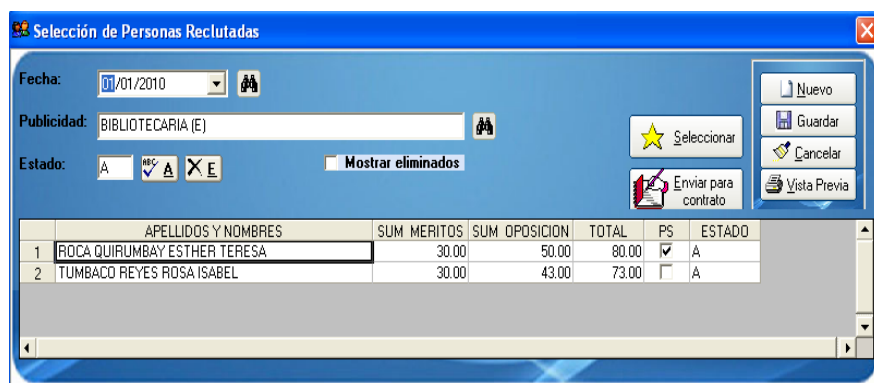 Selección de Personas Reclutadas
Fecha: 01/01/2010
Nuevo
Publicidad: BIBLIOTECARIA (E)
Guardar
Seleccionar
Cancelar
Estado: A ABC A E Mostrar eliminados
Enviar para
contrato
Vista Previa
APELLIDOS Y NOMBRES SUM MERITOS SUM OPOSICION TOTAL PS ESTADO
1 ROCA QUIRUMBAY ESTHER TERESA 30.00 50.00 80.00 A
2 TUMBACO REYES ROSA ISABEL 30.00 43.00 73.00 A